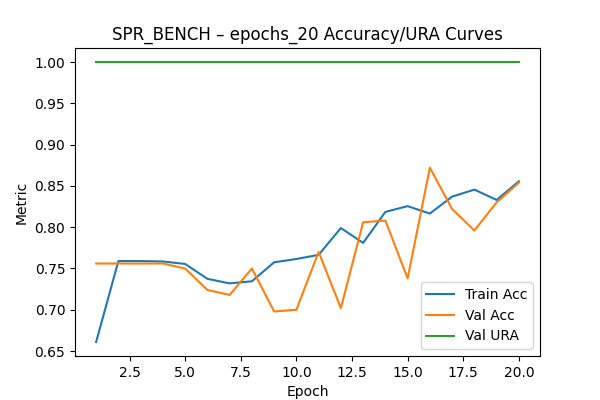 SPR_BENCH – epochs_20 Accuracy/URA Curves
1.00
0.95
0.90
0.85
0.80
0.75
0.70
0.65
Metric
Train Acc
Val Acc
Val URA
2.5 5.0 7.5 10.0 12.5 15.0 17.5 20.0
Epoch